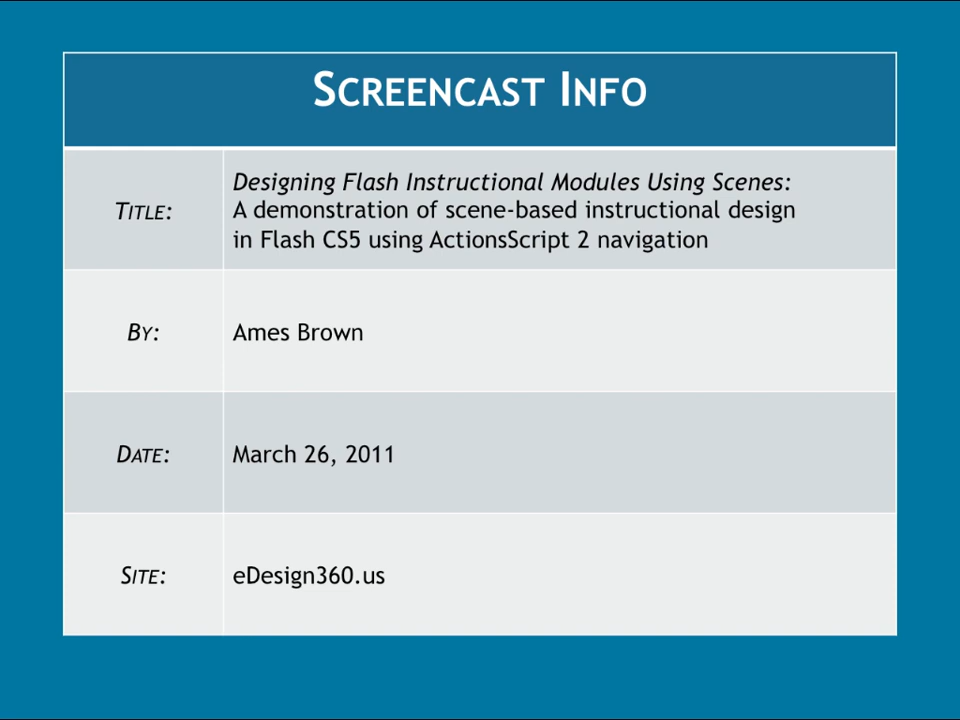 SCREENCAST INFO
TITLE:
Designing Flash Instructional Modules Using Scenes:
A demonstration of scene-based instructional design
in Flash CS5 using ActionsScript 2 navigation
BY:
Ames Brown
DATE:
March 26, 2011
SITE:
eDesign360.us